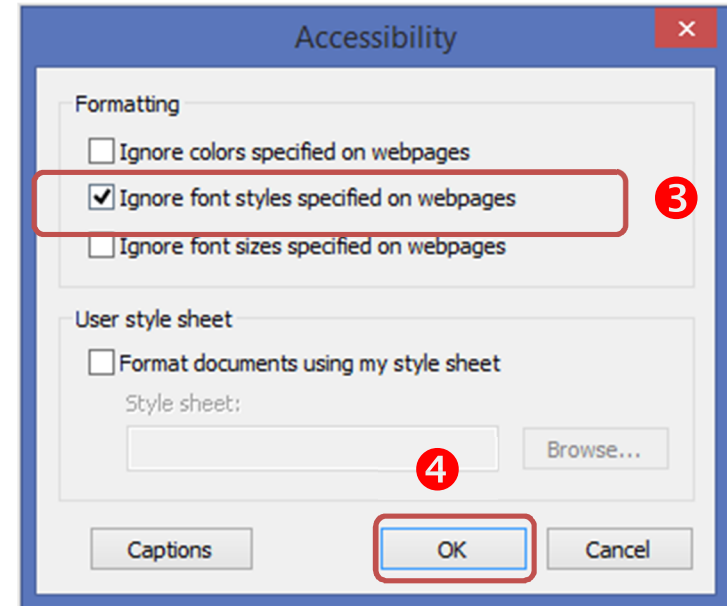 Accessibility
Formatting
Ignore colors specified on webpages
Ignore font styles specified on webpages
3
Ignore font sizes specified on webpages
User style sheet
Format documents using my style sheet
Style sheet:
Browse...
4
Captions OK Cancel